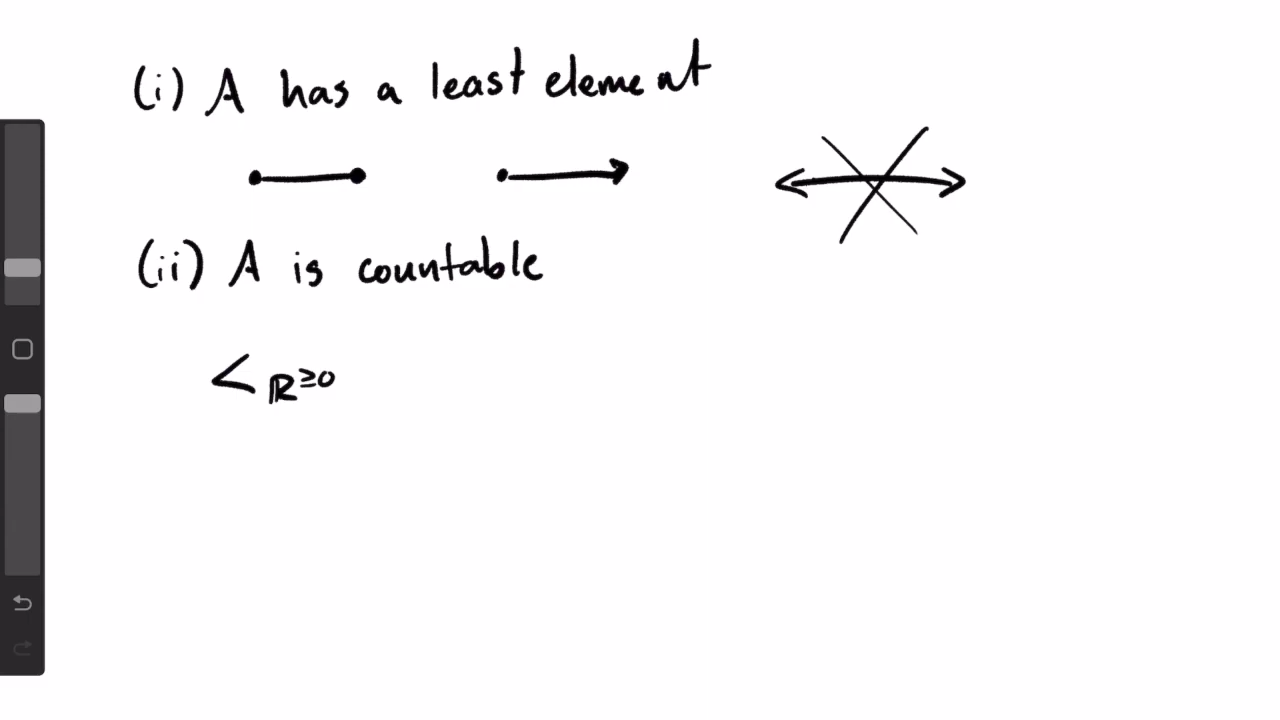 (i) A has a least element
(ii) A is countable
< ℝ≥0